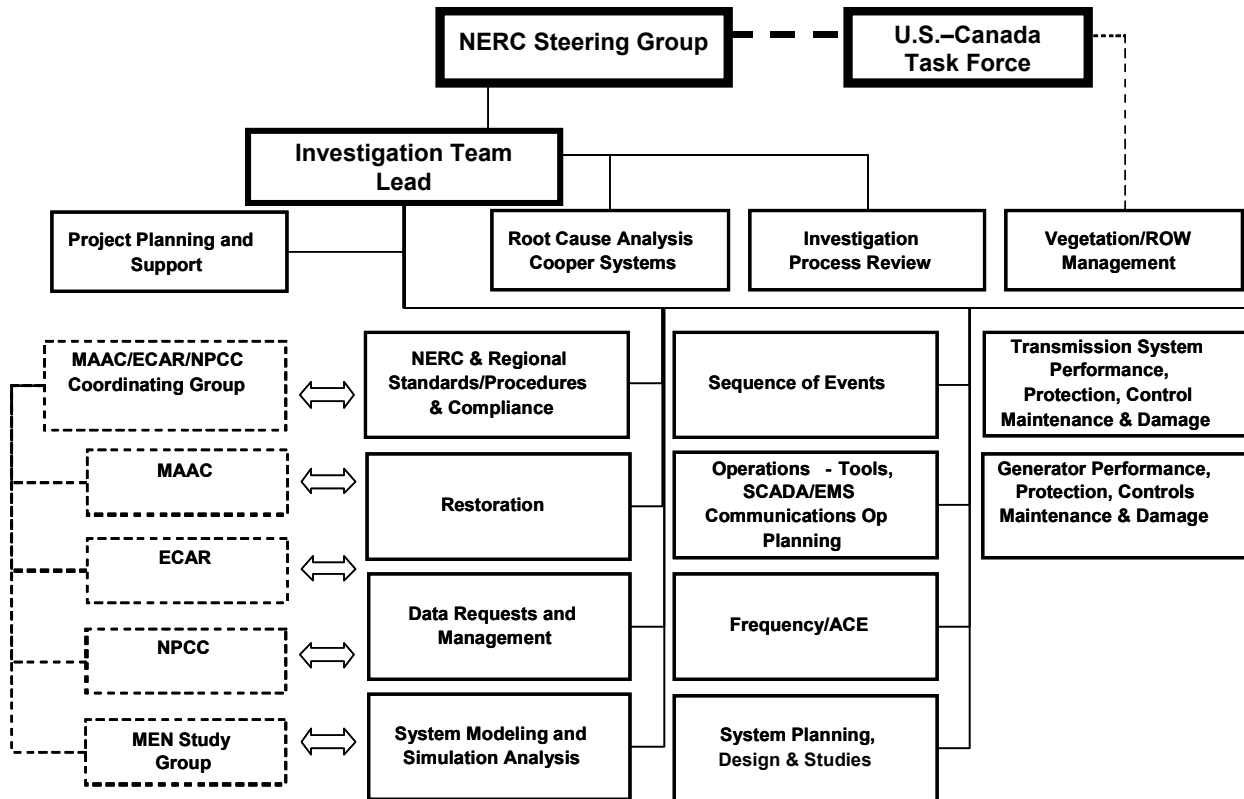 NERC Steering Group
U.S.–Canada
Task Force
Investigation Team
Lead
Project Planning and
Support
Root Cause Analysis
Cooper Systems
Investigation
Process Review
Vegetation/ROW
Management
MAAC/ECAR/NPCC
Coordinating Group
NERC & Regional
Standards/Procedures
& Compliance
Sequence of Events
Transmission System
Performance,
Protection, Control
Maintenance & Damage
MAAC
Restoration
Operations - Tools,
SCADA/EMS
Communications Op
Planning
Generator Performance,
Protection, Controls
Maintenance & Damage
ECAR
Data Requests and
Management
Frequency/ACE
NPCC
MEN Study
Group
System Modeling and
Simulation Analysis
System Planning,
Design & Studies